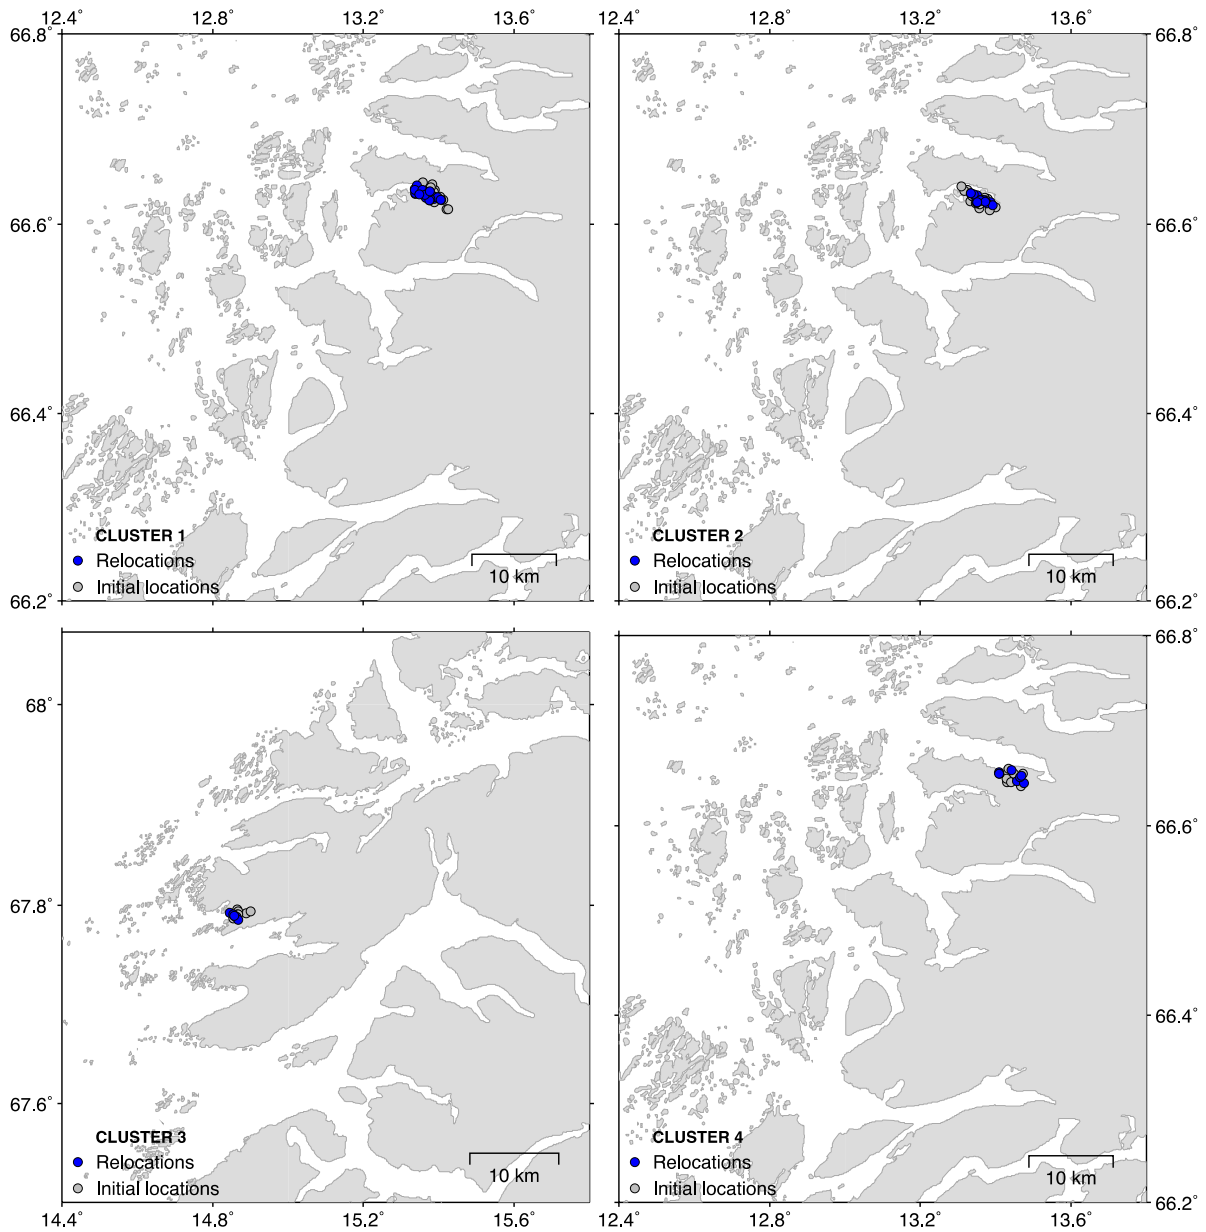 12.4° 12.8° 13.2° 13.6° 12.4° 12.8° 13.2° 13.6°
66.8° 66.8°
66.6° 66.6°
66.4° 66.4°
CLUSTER 1 CLUSTER 2
Relocations Relocations
10 km 10 km
Initial locations Initial locations
66.2° 66.2°
66.8°
68°
66.6°
67.8°
66.4°
67.6°
CLUSTER 3 CLUSTER 4
Relocations Relocations
10 km 10 km
Initial locations Initial locations
66.2°
14.4° 14.8° 15.2° 15.6° 12.4° 12.8° 13.2° 13.6°